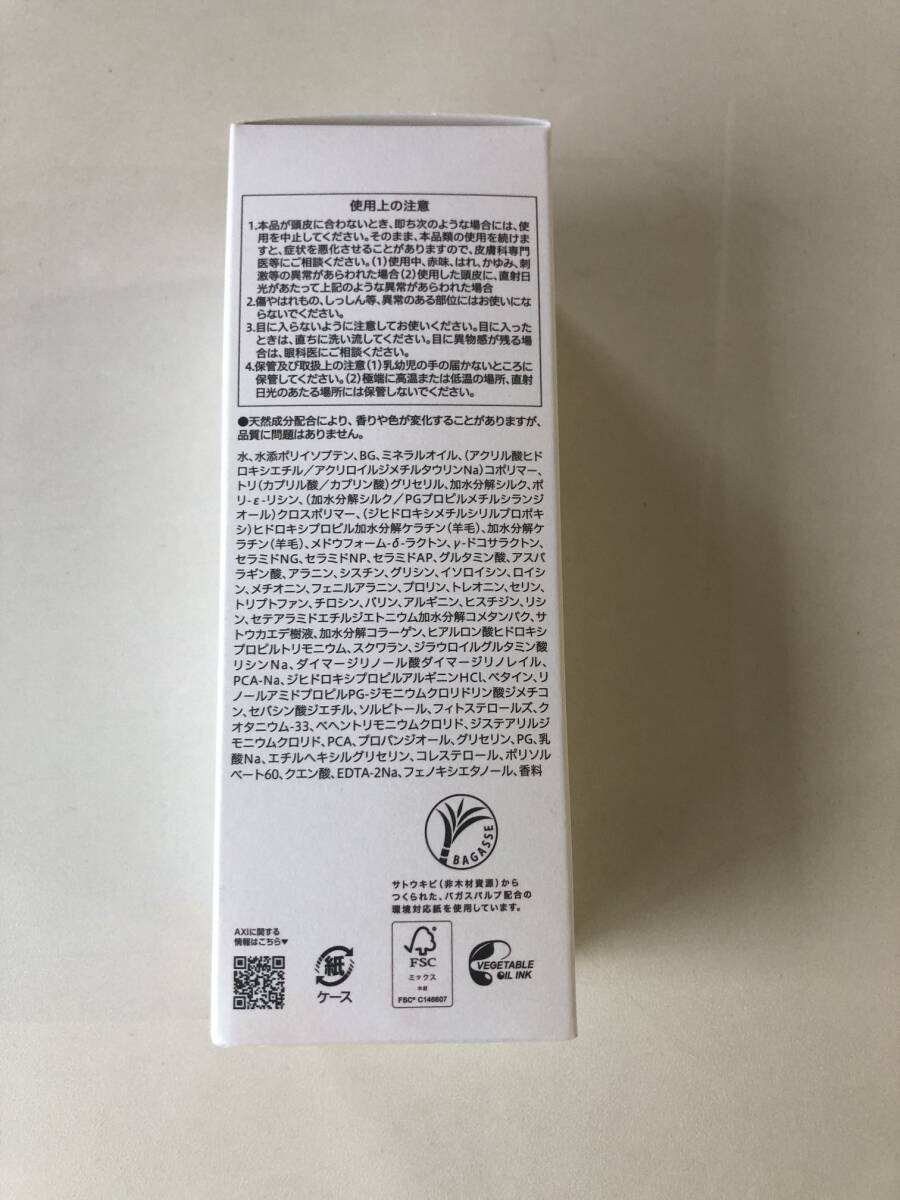 使用上の注意
1.本品が頭皮に合わないとき、即ち次のような場合には、使
用を中止してください。そのまま、本品類の使用を続けま
すと、症状を悪化させることがありますので、皮膚科専門
医等にご相談ください。(1)使用中、赤味、はれ、かゆみ、刺
激等の異常があらわれた場合(2)使用した頭皮に、直射日
光があたって上記のような異常があらわれた場合
2.傷やはれもの、しっしん等、異常のある部位にはお使いにな
らないでください。
3.目に入らないように注意してお使いください。目に入った
ときは、直ちに洗い流してください。目に異物感が残る場
合は、眼科医にご相談ください。
4.保管及び取扱上の注意(1)乳幼児の手の届かないところに
保管してください。(2)極端に高温または低温の場所、直射
日光のあたる場所には保管しないでください。
●天然成分配合により、香りや色が変化することがありますが、
品質に問題はありません。
水、水添ポリイソブテン、BG、ミネラルオイル、(アクリル酸ヒド
ロキシエチル/アクリロイルジメチルタウリンNa)コポリマー、
トリ(カプリル酸/カプリン酸)グリセリル、加水分解シルク、ポ
リ-ε-リシン、(加水分解シルク/PGプロピルメチルシランジ
オール)クロスポリマー、(ジヒドロキシメチルシリルプロポキ
シ)ヒドロキシプロピル加水分解ケラチン(羊毛)、加水分解ケ
ラチン(羊毛)、メドウフォーム-δ-ラクトン、γ-ドコサラクトン、
セラミドNG、セラミドNP、セラミドAP、グルタミン酸、アスパ
ラギン酸、アラニン、シスチン、グリシン、イソロイシン、ロイシ
ン、メチオニン、フェニルアラニン、プロリン、トレオニン、セリン、
トリプトファン、チロシン、バリン、アルギニン、ヒスチジン、リシ
ン、セテアラミドエチルジエトニウム加水分解コメタンパク、サ
トウカエデ樹液、加水分解コラーゲン、ヒアルロン酸ヒドロキシ
プロピルトリモニウム、スクワラン、ジラウロイルグルタミン酸
リシンNa、ダイマージリノール酸ダイマージリノレイル、
PCA-Na、ジヒドロキシプロピルアルギニンHCl、ベタイン、リ
ノールアミドプロピルPG-ジモニウムクロリドリン酸ジメチコ
ン、セバシン酸ジエチル、ソルビトール、フィトステロールズ、ク
オタニウム-33、ベヘントリモニウムクロリド、ジステアリルジ
モニウムクロリド、PCA、プロパンジオール、グリセリン、PG、乳
酸Na、エチルヘキシルグリセリン、コレステロール、ポリソル
ベート60、クエン酸、EDTA-2Na、フェノキシエタノール、香料
BAGASSE
サトウキビ(非木材資源)から
つくられた、バガスパルプ配合の
環境対応紙を使用しています。
AXIに関する
情報はこちら▼
紙
ケース
FSC
ミックス
木材
FSC® C146607
VEGETABLE
OIL INK